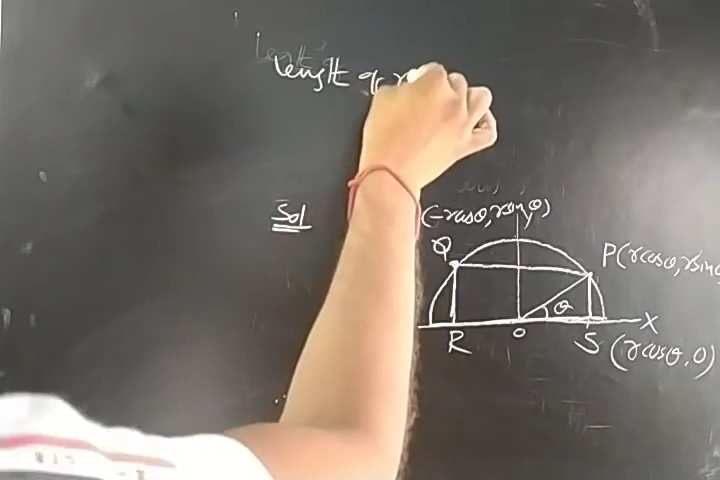 length of r
Sol
(-rcosθ, rsinθ)
Q
P(rcosθ, rsinθ
θ
X
R
O
S (rcosθ, 0)